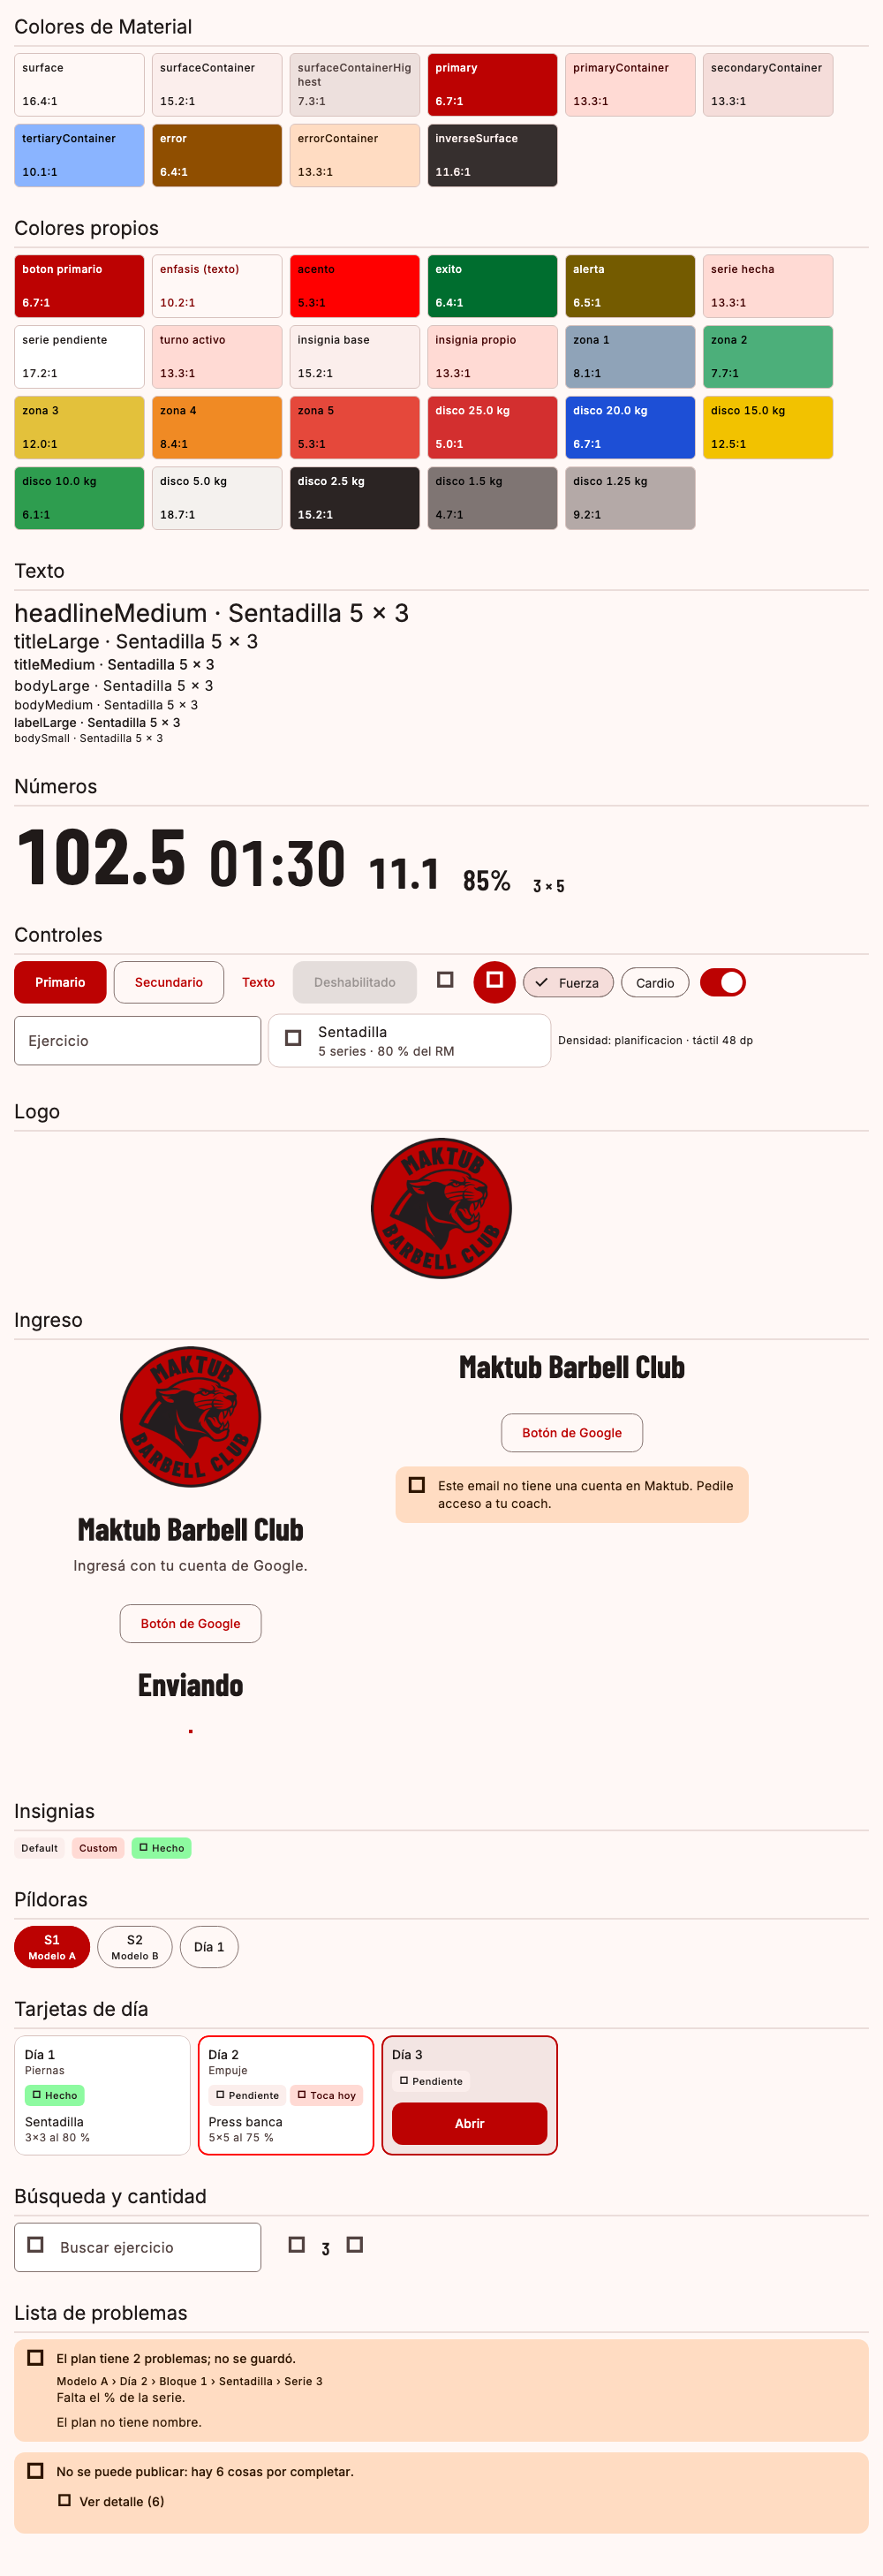 Colores de Material
surface
16.4:1
surfaceContainer
15.2:1
surfaceContainerHig
hest
7.3:1
primary
6.7:1
primaryContainer
13.3:1
secondaryContainer
13.3:1
tertiaryContainer
10.1:1
error
6.4:1
errorContainer
13.3:1
inverseSurface
11.6:1
Colores propios
boton primario
6.7:1
enfasis (texto)
10.2:1
acento
5.3:1
exito
6.4:1
alerta
6.5:1
serie hecha
13.3:1
serie pendiente
17.2:1
turno activo
13.3:1
insignia base
15.2:1
insignia propio
13.3:1
zona 1
8.1:1
zona 2
7.7:1
zona 3
12.0:1
zona 4
8.4:1
zona 5
5.3:1
disco 25.0 kg
5.0:1
disco 20.0 kg
6.7:1
disco 15.0 kg
12.5:1
disco 10.0 kg
6.1:1
disco 5.0 kg
18.7:1
disco 2.5 kg
15.2:1
disco 1.5 kg
4.7:1
disco 1.25 kg
9.2:1
Texto
headlineMedium · Sentadilla 5 × 3
titleLarge · Sentadilla 5 × 3
titleMedium · Sentadilla 5 × 3
bodyLarge · Sentadilla 5 × 3
bodyMedium · Sentadilla 5 × 3
labelLarge · Sentadilla 5 × 3
bodySmall · Sentadilla 5 × 3
Números
102.5 01:30 11.1 85% 3 × 5
Controles
Primario
Secundario
Texto
Deshabilitado
Fuerza
Cardio
Ejercicio
Sentadilla
5 series · 80 % del RM
Densidad: planificacion · táctil 48 dp
Logo
MAKTUB
BARBELL CLUB
Ingreso
MAKTUB
BARBELL CLUB
Maktub Barbell Club
Ingresá con tu cuenta de Google.
Botón de Google
Maktub Barbell Club
Botón de Google
Este email no tiene una cuenta en Maktub. Pedile
acceso a tu coach.
Enviando
Insignias
Default
Custom
Hecho
Píldoras
S1
Modelo A
S2
Modelo B
Día 1
Tarjetas de día
Día 1
Piernas
Hecho
Sentadilla
3×3 al 80 %
Día 2
Empuje
Pendiente
Toca hoy
Press banca
5×5 al 75 %
Día 3
Pendiente
Abrir
Búsqueda y cantidad
Buscar ejercicio
3
Lista de problemas
El plan tiene 2 problemas; no se guardó.
Modelo A › Día 2 › Bloque 1 › Sentadilla › Serie 3
Falta el % de la serie.
El plan no tiene nombre.
No se puede publicar: hay 6 cosas por completar.
Ver detalle (6)